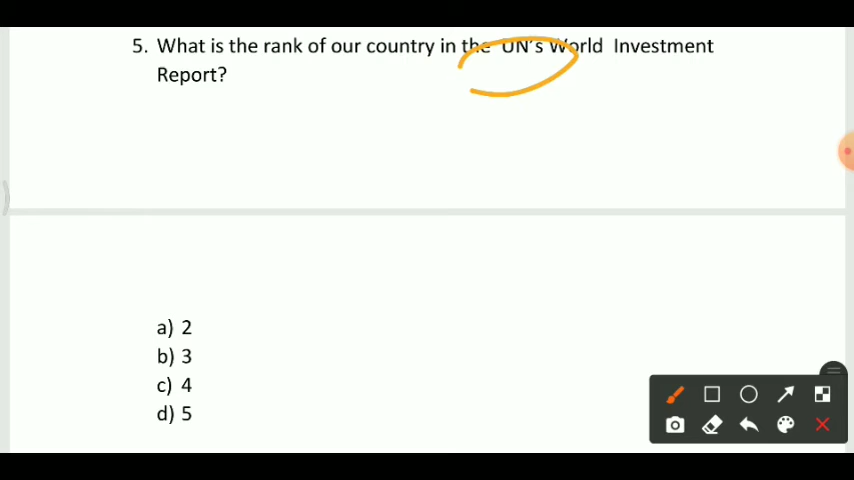 5. What is the rank of our country in the UN's World Investment
Report?
a) 2
b) 3
c) 4
d) 5